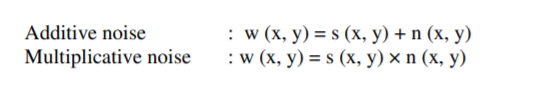 Additive noise : w (x, y) = s (x, y) + n (x, y)
Multiplicative noise : w (x, y) = s (x, y) × n (x, y)